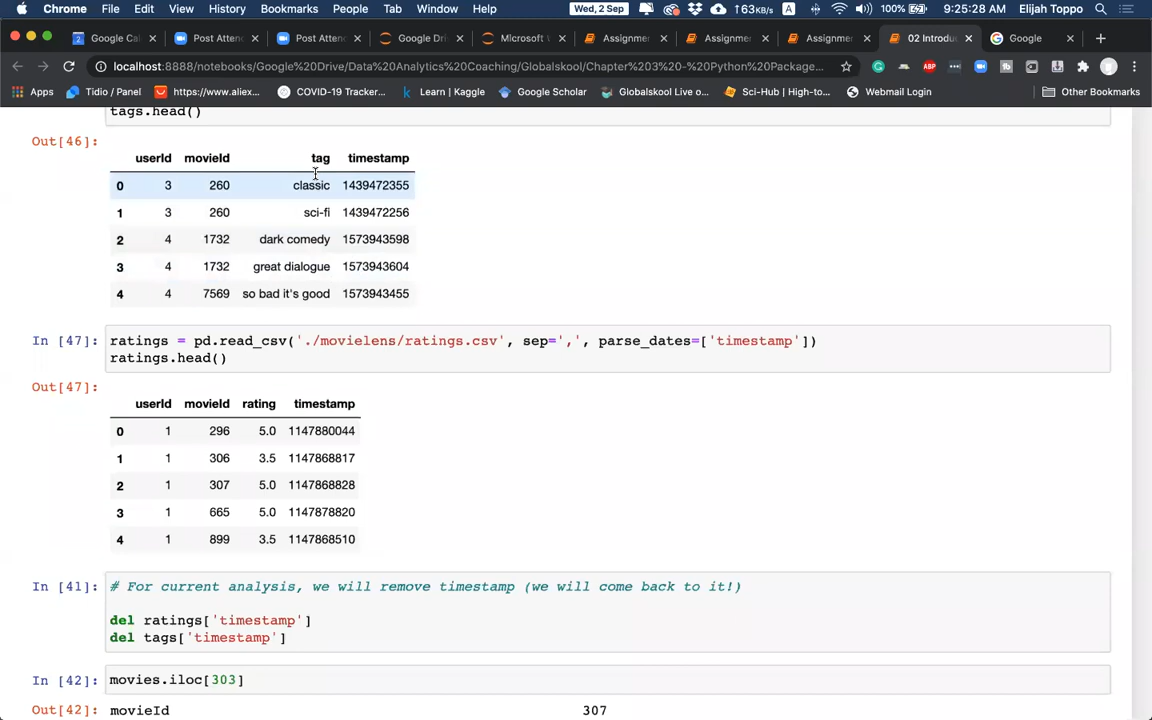 Chrome File Edit View History Bookmarks People Tab Window Help Wed, 2 Sep 63KB/s A 100% 9:25:28 AM Elijah Toppo
Google Cal Post Attend Post Attend Google Dri Microsoft Assignme Assignme Assignme 02 Introdu Google
localhost:8888/notebooks/Google%20Drive/Data%20Analytics%20Coaching/Globalskool/Chapter%203%20-%20Python%20Package...
Apps Tidio / Panel https://www.aliex... COVID-19 Tracker... Learn | Kaggle Google Scholar Globalskool Live o... Sci-Hub | High-to... Webmail Login Other Bookmarks
tags.head()
Out[46]:
userId movieId tag timestamp
0 3 260 classic 1439472355
1 3 260 sci-fi 1439472256
2 4 1732 dark comedy 1573943598
3 4 1732 great dialogue 1573943604
4 4 7569 so bad it's good 1573943455
In [47]: ratings = pd.read_csv('./movielens/ratings.csv', sep=',', parse_dates=['timestamp'])
ratings.head()
Out[47]:
userId movieId rating timestamp
0 1 296 5.0 1147880044
1 1 306 3.5 1147868817
2 1 307 5.0 1147868828
3 1 665 5.0 1147878820
4 1 899 3.5 1147868510
In [41]: # For current analysis, we will remove timestamp (we will come back to it!)
del ratings['timestamp']
del tags['timestamp']
In [42]: movies.iloc[303]
Out[42]: movieId 307